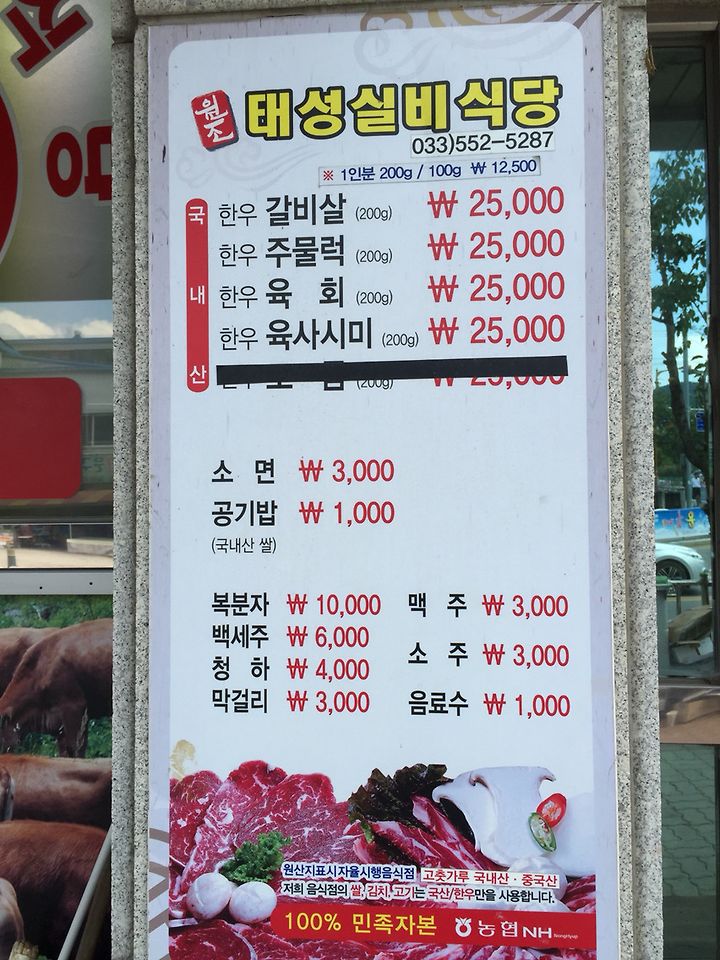 원조 태성실비식당
033)552-5287
※ 1인분 200g / 100g ₩ 12,500
국내산
한우 갈비살 (200g) ₩ 25,000
한우 주물럭 (200g) ₩ 25,000
한우 육 회 (200g) ₩ 25,000
한우 육사시미 (200g) ₩ 25,000
(200g) ₩ 25,000
소 면 ₩ 3,000
공기밥 ₩ 1,000
(국내산 쌀)
복분자 ₩ 10,000
백세주 ₩ 6,000
청 하 ₩ 4,000
막걸리 ₩ 3,000
맥 주 ₩ 3,000
소 주 ₩ 3,000
음료수 ₩ 1,000
원산지표시자율시행음식점 고춧가루 국내산 · 중국산
저희 음식점의 쌀, 김치, 고기는 국산/한우만을 사용합니다.
100% 민족자본 농협 NH NongHyup